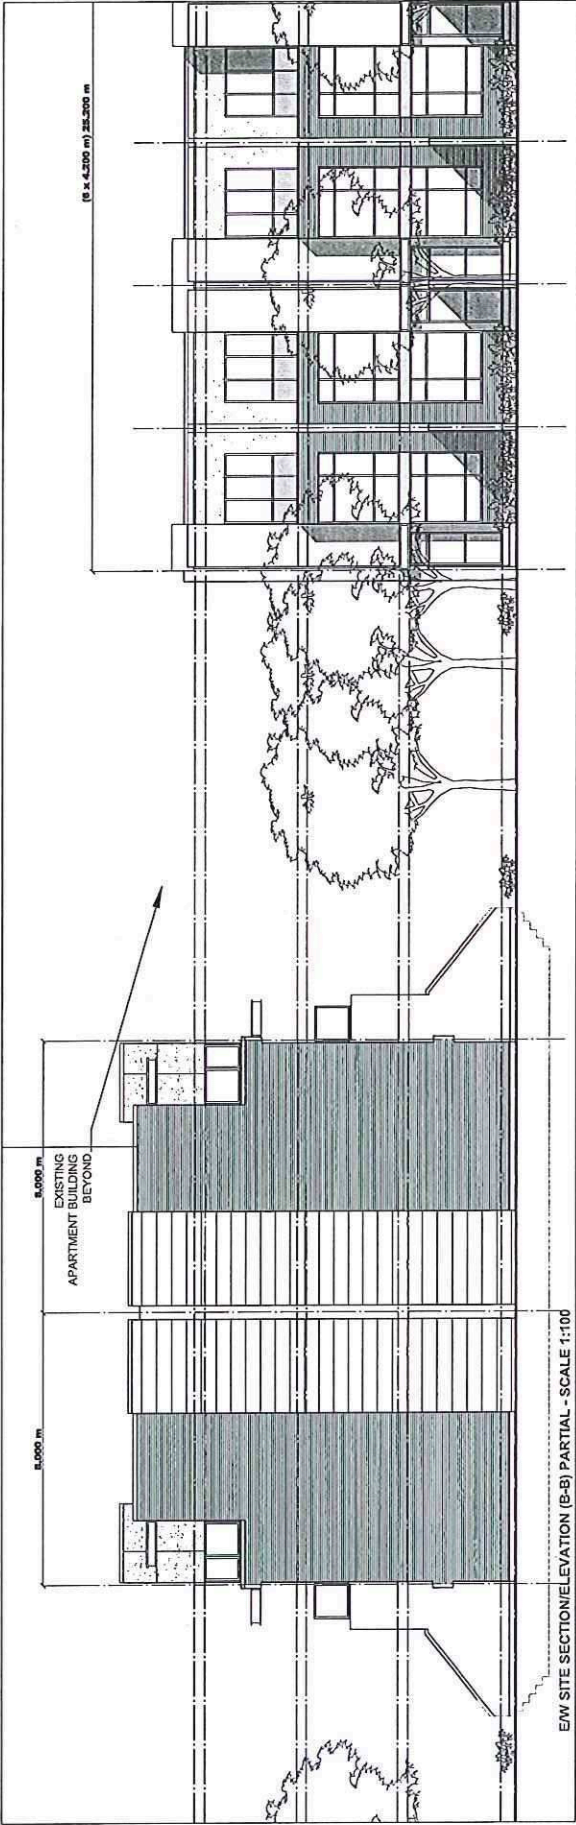 8,000 m
8,000 m
EXISTING
APARTMENT BUILDING
BEYOND
(6 x 4,200 m) 25,200 m
E/W SITE SECTION/ELEVATION (B-B) PARTIAL - SCALE 1:100